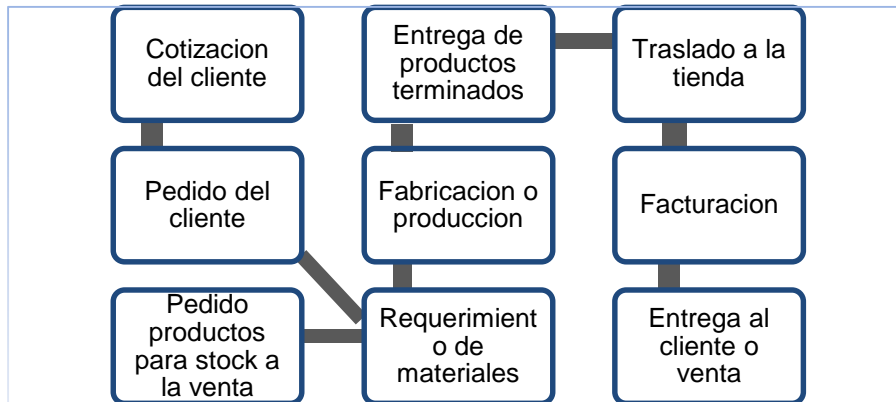 Cotizacion
del cliente
Pedido del
cliente
Pedido
productos
para stock a
la venta
Requerimient
o de
materiales
Fabricacion o
produccion
Entrega de
productos
terminados
Traslado a la
tienda
Facturacion
Entrega al
cliente o
venta